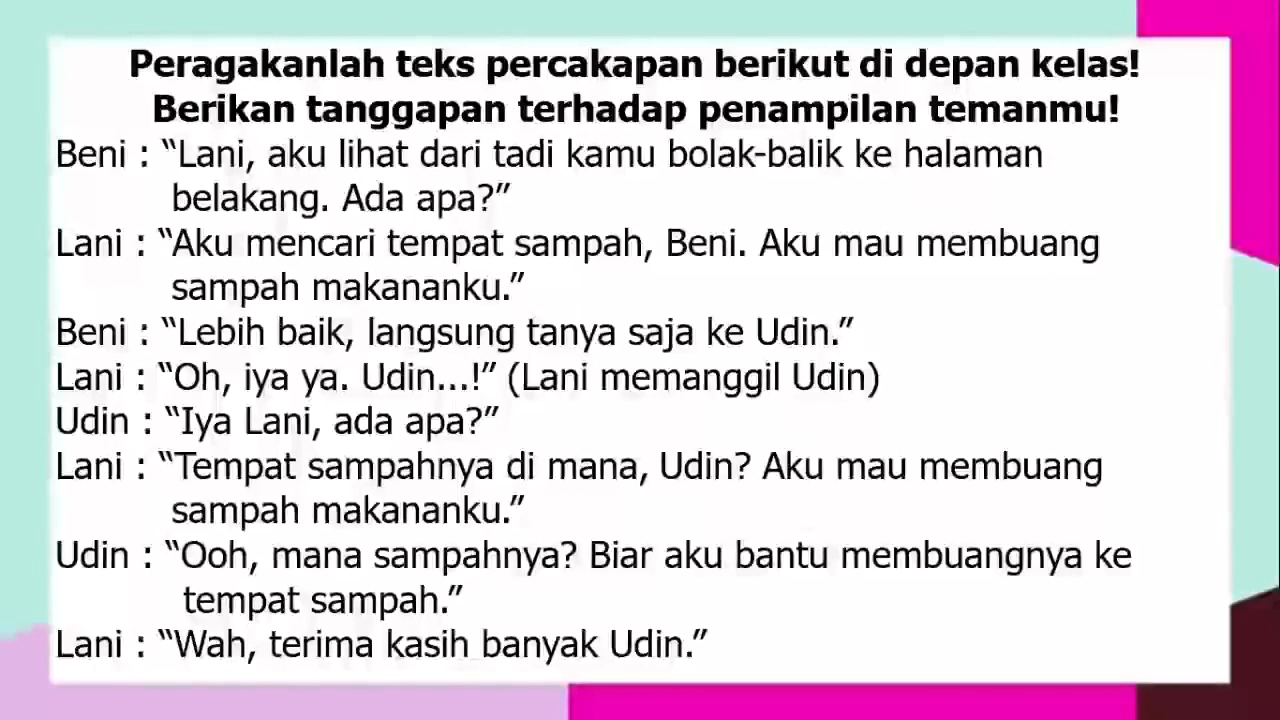 Peragakanlah teks percakapan berikut di depan kelas!
Berikan tanggapan terhadap penampilan temanmu!
Beni : “Lani, aku lihat dari tadi kamu bolak-balik ke halaman
belakang. Ada apa?”
Lani : “Aku mencari tempat sampah, Beni. Aku mau membuang
sampah makananku.”
Beni : “Lebih baik, langsung tanya saja ke Udin.”
Lani : “Oh, iya ya. Udin...!” (Lani memanggil Udin)
Udin : “Iya Lani, ada apa?”
Lani : “Tempat sampahnya di mana, Udin? Aku mau membuang
sampah makananku.”
Udin : “Ooh, mana sampahnya? Biar aku bantu membuangnya ke
tempat sampah.”
Lani : “Wah, terima kasih banyak Udin.”